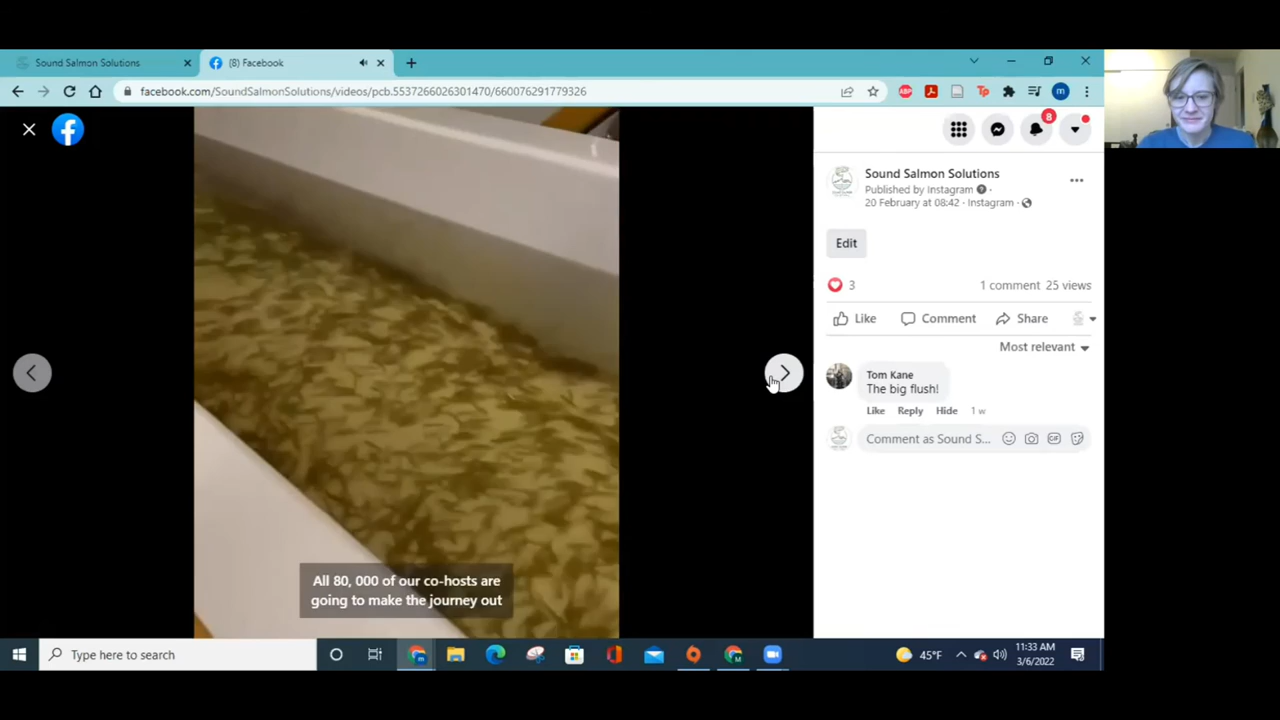 Sound Salmon Solutions
(8) Facebook
facebook.com/SoundSalmonSolutions/videos/pcb.5537266026301470/660076291779326
8
Sound Salmon Solutions
Published by Instagram
20 February at 08:42 · Instagram ·
Edit
3
1 comment 25 views
Like Comment Share
Most relevant
Tom Kane
The big flush!
Like Reply Hide 1 w
Comment as Sound S...
All 80, 000 of our co-hosts are
going to make the journey out
Type here to search
45°F
11:33 AM
3/6/2022